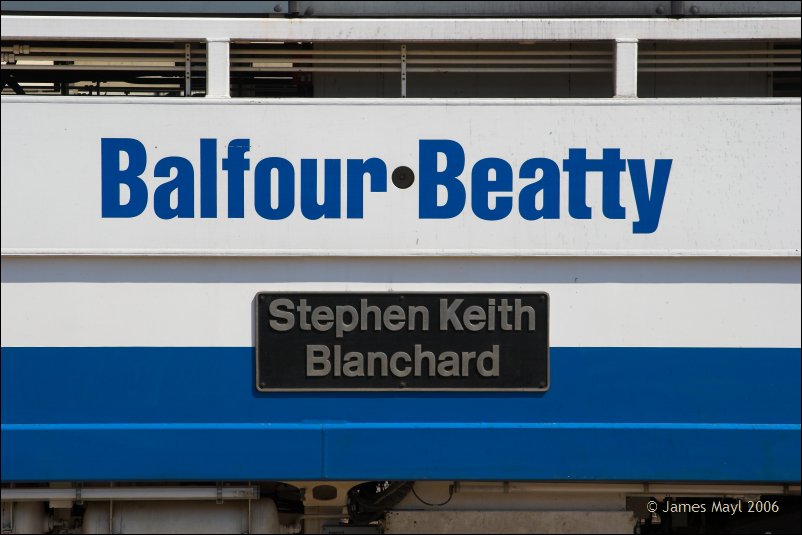 Balfour Beatty
Stephen Keith
Blanchard
© James Mayl 2006